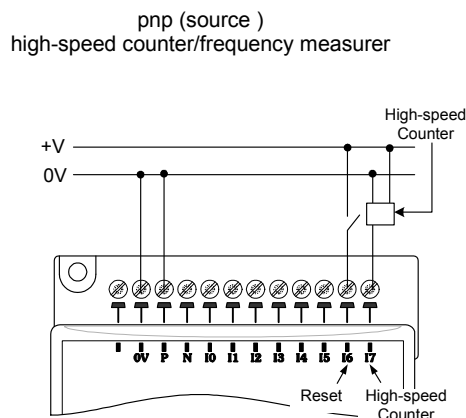 pnp (source )
high-speed counter/frequency measurer
High-speed
Counter
+V
0V
0V P N I0 I1 I2 I3 I4 I5 I6 I7
Reset High-speed
Counter